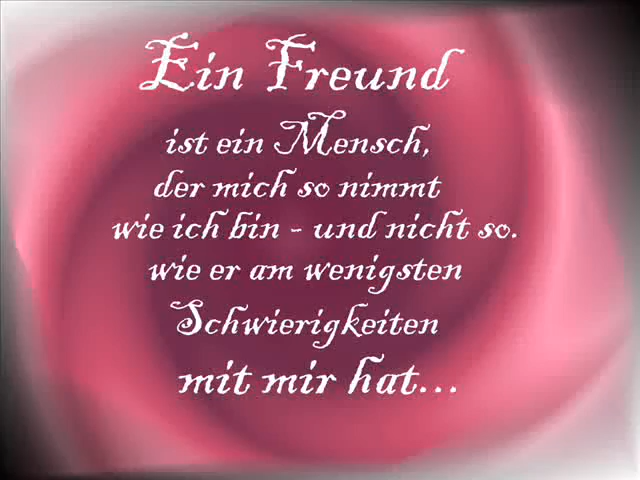 Ein Freund
ist ein Mensch,
der mich so nimmt
wie ich bin - und nicht so.
wie er am wenigsten
Schwierigkeiten
mit mir hat...